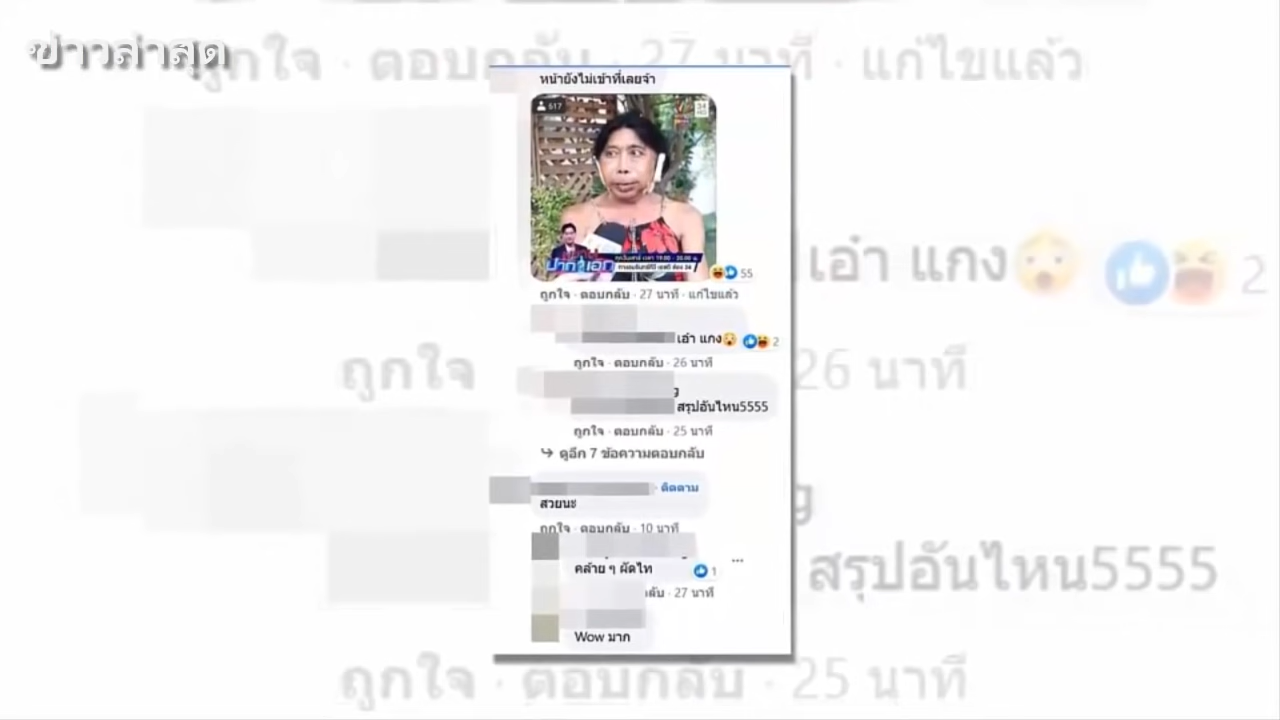 ข่าวล่าสุด
ถูกใจ · ตอบกลับ · 27 นาที · แก้ไขแล้ว
หน้ายังไม่เข้าที่เลยจ้า
617
34
HD
ปากเอก
55
ถูกใจ · ตอบกลับ · 27 นาที · แก้ไขแล้ว
เอ๋า แกง😧 2
ถูกใจ · ตอบกลับ · 26 นาที
g
สรุปอันไหน5555
ถูกใจ · ตอบกลับ · 25 นาที
ดูอีก 7 ข้อความตอบกลับ
· ติดตาม
สวยนะ
ถูกใจ · ตอบกลับ · 10 นาที
คล้าย ๆ ผัดไท 1
ลับ · 27 นาที
Wow มาก
เอ๋า แกง😧 2
ถูกใจ
26 นาที
g
สรุปอันไหน5555
ถูกใจ · ตอบกลับ · 25 นาที